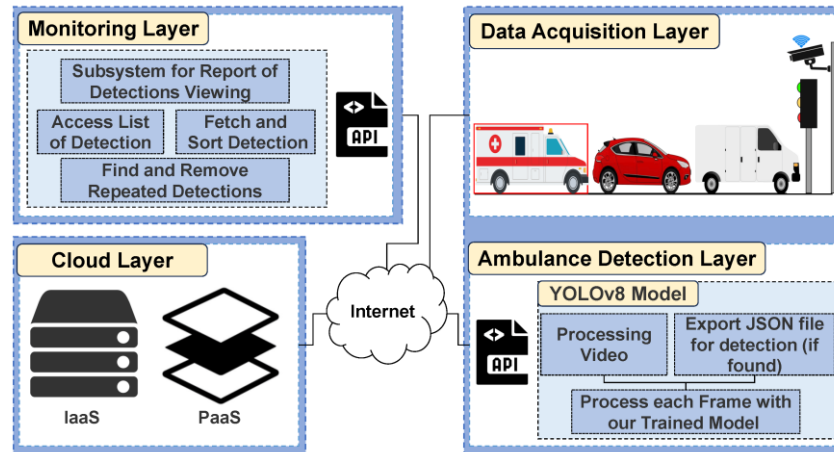 Monitoring Layer
Subsystem for Report of
Detections Viewing
Access List
of Detection
Fetch and
Sort Detection
Find and Remove
Repeated Detections
<>
API
Data Acquisition Layer
Cloud Layer
IaaS
PaaS
Internet
Ambulance Detection Layer
<>
API
YOLOv8 Model
Processing
Video
Export JSON file
for detection (if
found)
Process each Frame with
our Trained Model